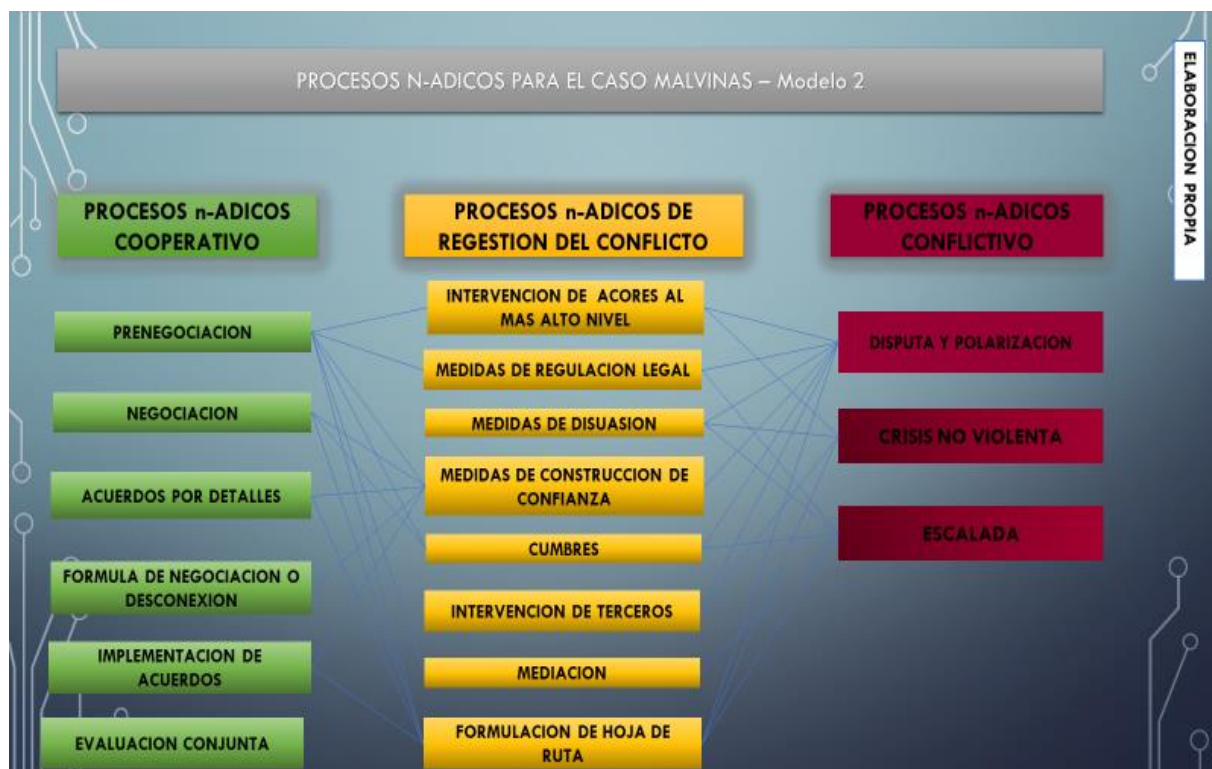 PROCESOS N-ADICOS PARA EL CASO MALVINAS – Modelo 2
ELABORACION PROPIA
PROCESOS n-ADICOS
COOPERATIVO
PRENEGOCIACION
NEGOCIACION
ACUERDOS POR DETALLES
FORMULA DE NEGOCIACION O
DESCONEXION
IMPLEMENTACION DE
ACUERDOS
EVALUACION CONJUNTA
PROCESOS n-ADICOS DE
REGESTION DEL CONFLICTO
INTERVENCION DE ACORES AL
MAS ALTO NIVEL
MEDIDAS DE REGULACION LEGAL
MEDIDAS DE DISUASION
MEDIDAS DE CONSTRUCCION DE
CONFIANZA
CUMBRES
INTERVENCION DE TERCEROS
MEDIACION
FORMULACION DE HOJA DE
RUTA
PROCESOS n-ADICOS
CONFLICTIVO
DISPUTA Y POLARIZACION
CRISIS NO VIOLENTA
ESCALADA